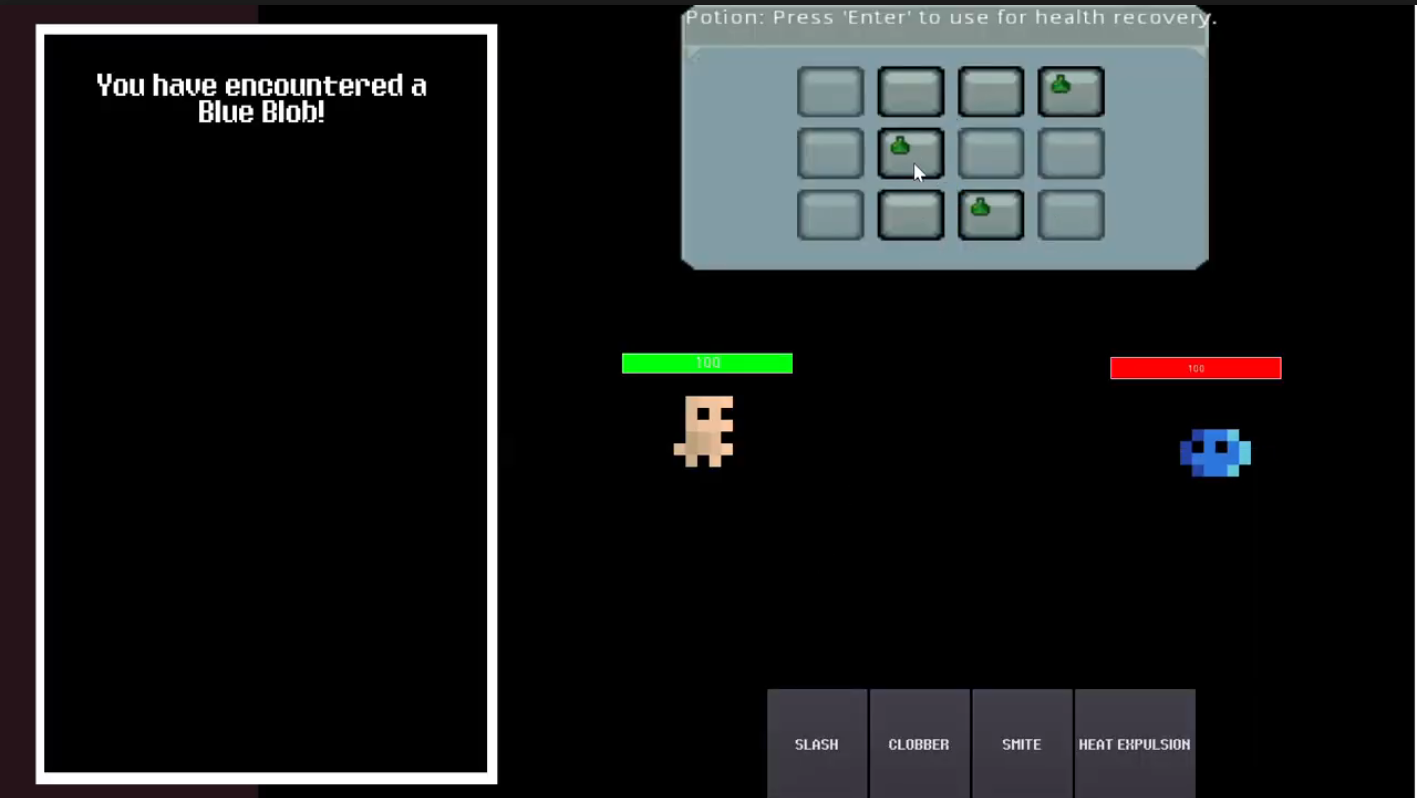 Potion: Press 'Enter' to use for health recovery.
You have encountered a
Blue Blob!
100
100
SLASH
CLOBBER
SMITE
HEAT EXPULSION